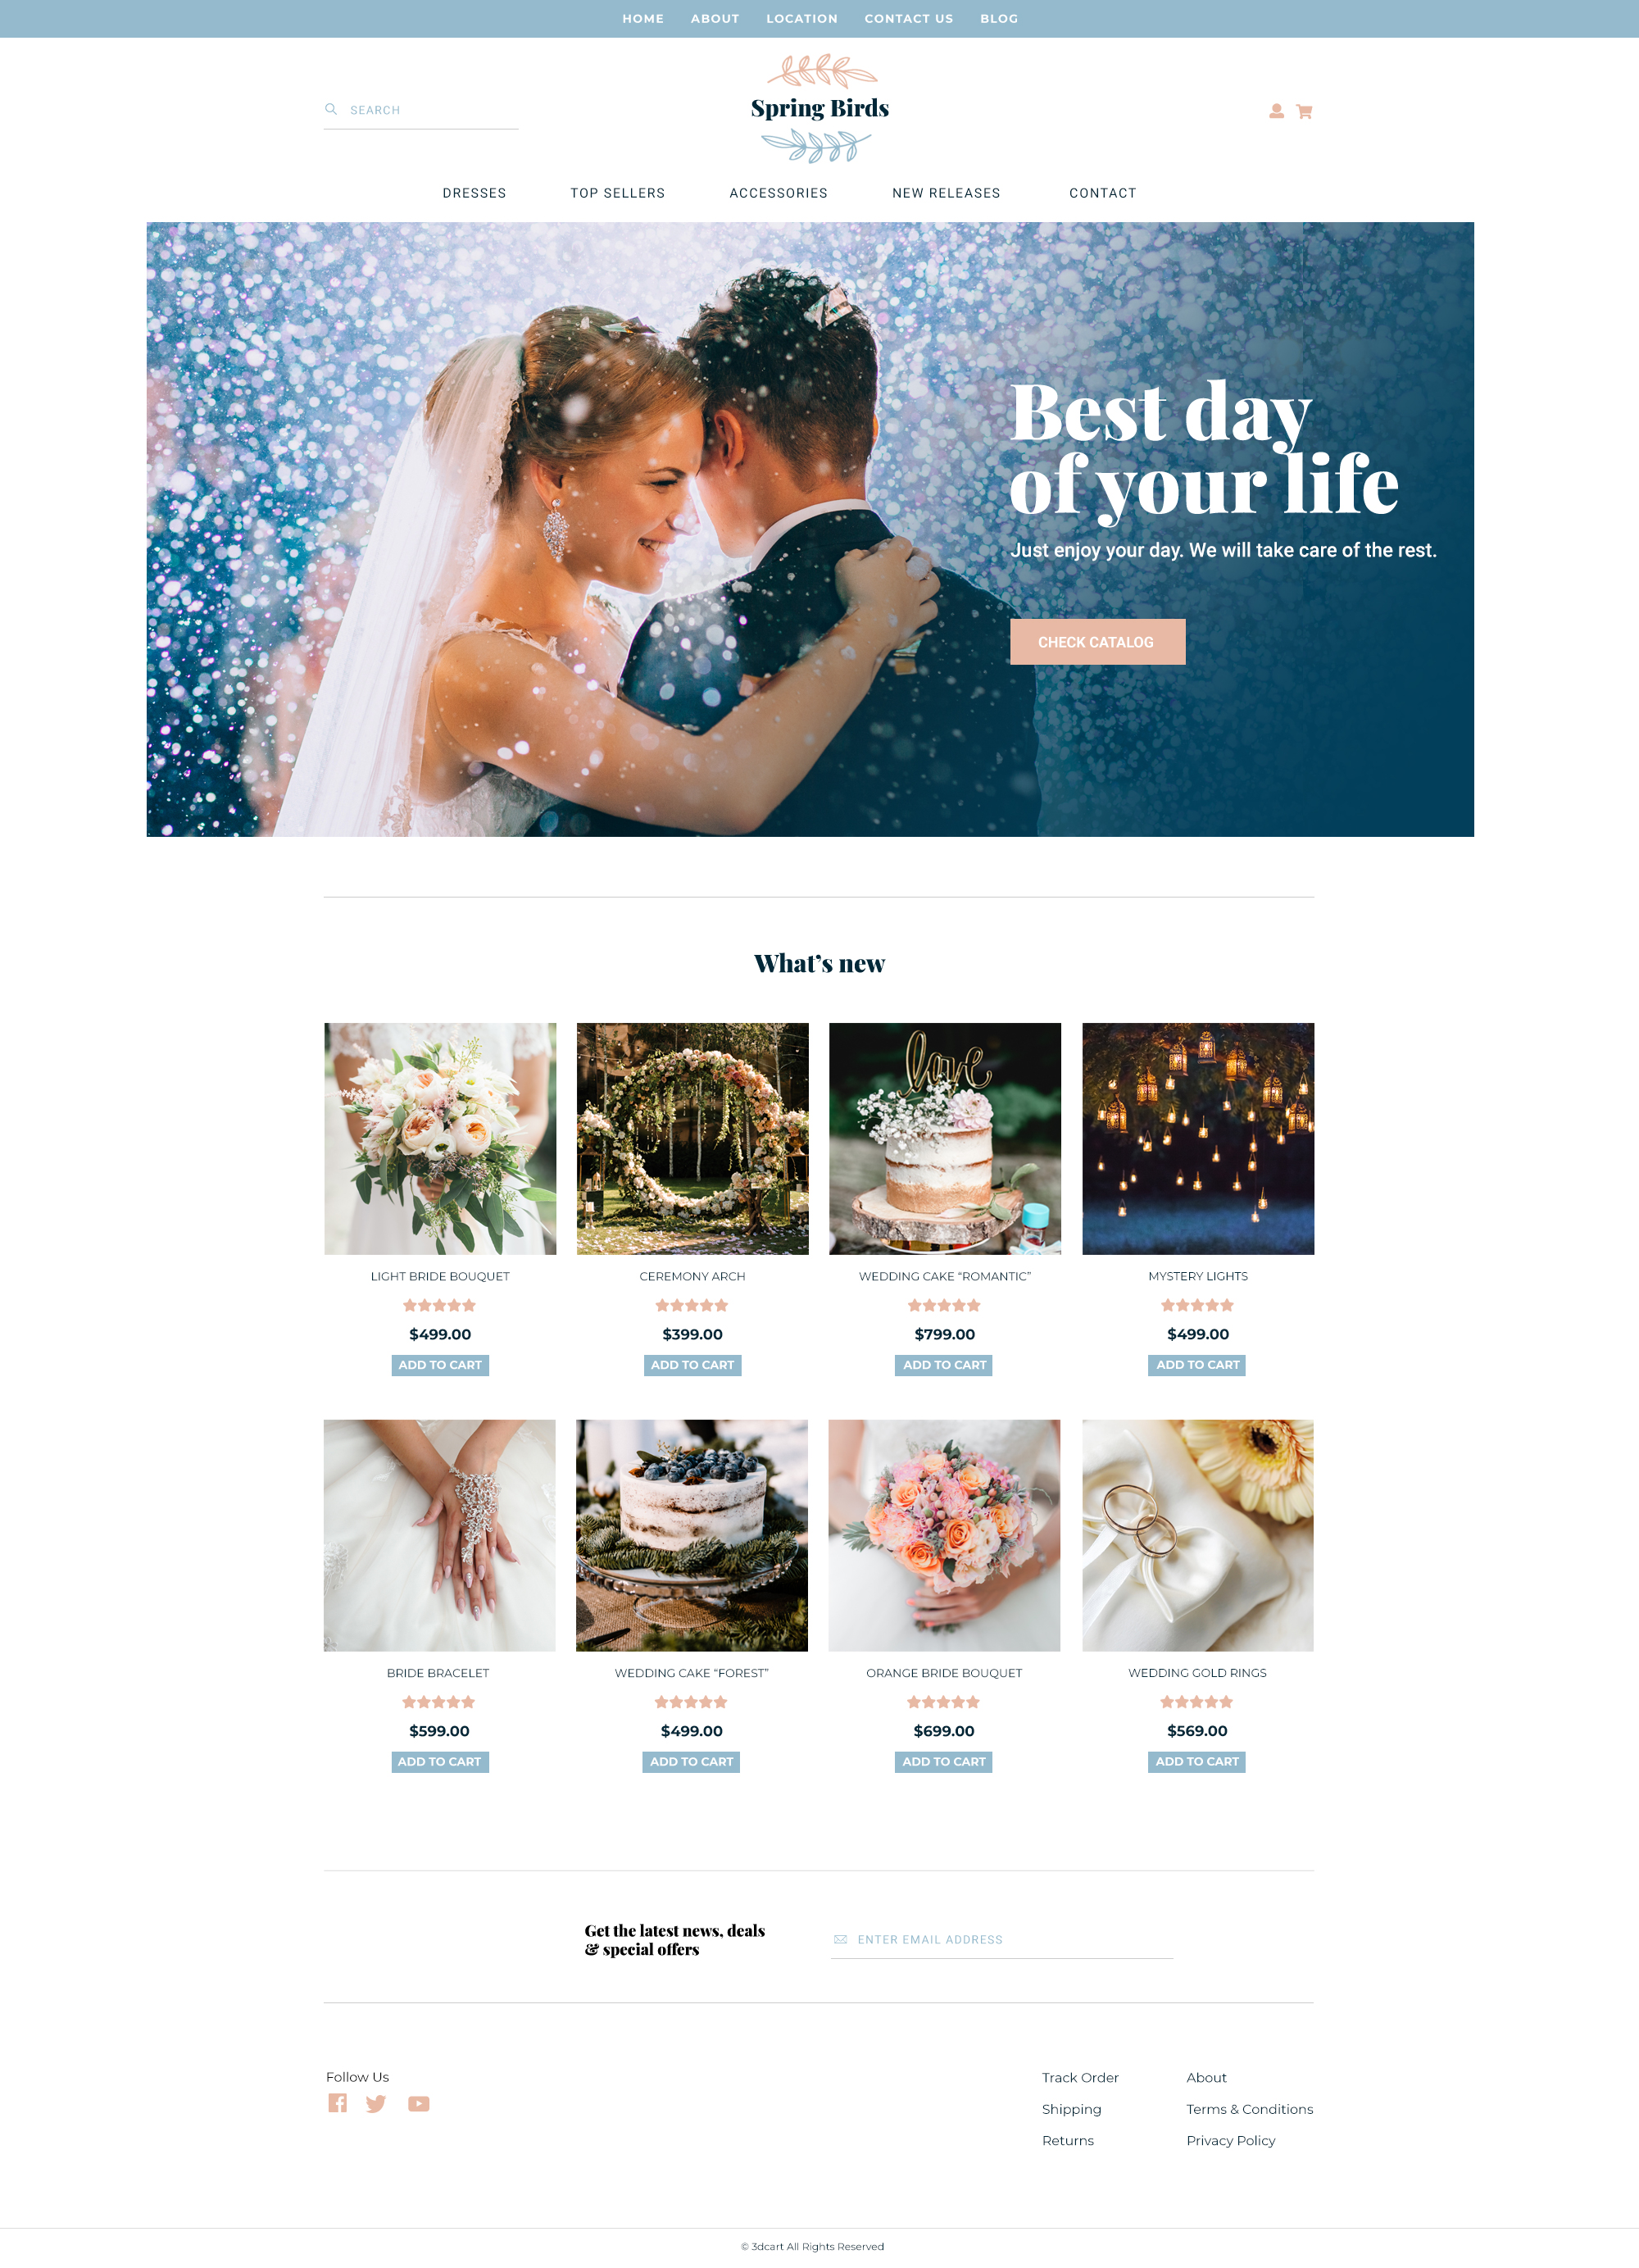 HOME ABOUT LOCATION CONTACT US BLOG
SEARCH
Spring Birds
DRESSES TOP SELLERS ACCESSORIES NEW RELEASES CONTACT
Best day
of your life
Just enjoy your day. We will take care of the rest.
CHECK CATALOG
What’s new
love
LIGHT BRIDE BOUQUET CEREMONY ARCH WEDDING CAKE “ROMANTIC” MYSTERY LIGHTS
$499.00 $399.00 $799.00 $499.00
ADD TO CART ADD TO CART ADD TO CART ADD TO CART
BRIDE BRACELET WEDDING CAKE “FOREST” ORANGE BRIDE BOUQUET WEDDING GOLD RINGS
$599.00 $499.00 $699.00 $569.00
ADD TO CART ADD TO CART ADD TO CART ADD TO CART
Get the latest news, deals
& special offers
ENTER EMAIL ADDRESS
Follow Us
Track Order About
Shipping Terms & Conditions
Returns Privacy Policy
© 3dcart All Rights Reserved